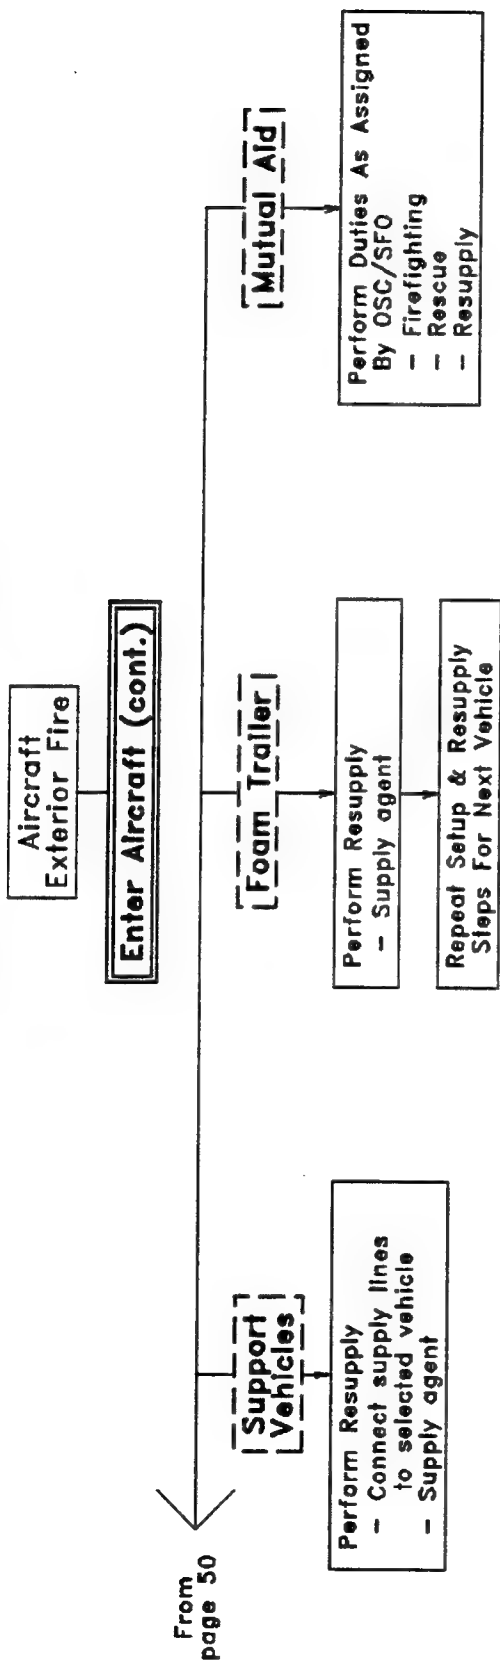 Aircraft
Exterior Fire
Enter Aircraft (cont.)
From
page 50
Support
Vehicles
Perform Resupply
- Connect supply lines
to selected vehicle
- Supply agent
Foam Trailer
Perform Resupply
- Supply agent
Repeat Setup & Resupply
Steps For Next Vehicle
Mutual Aid
Perform Duties As Assigned
By OSC/SFO
- Firefighting
- Rescue
- Resupply